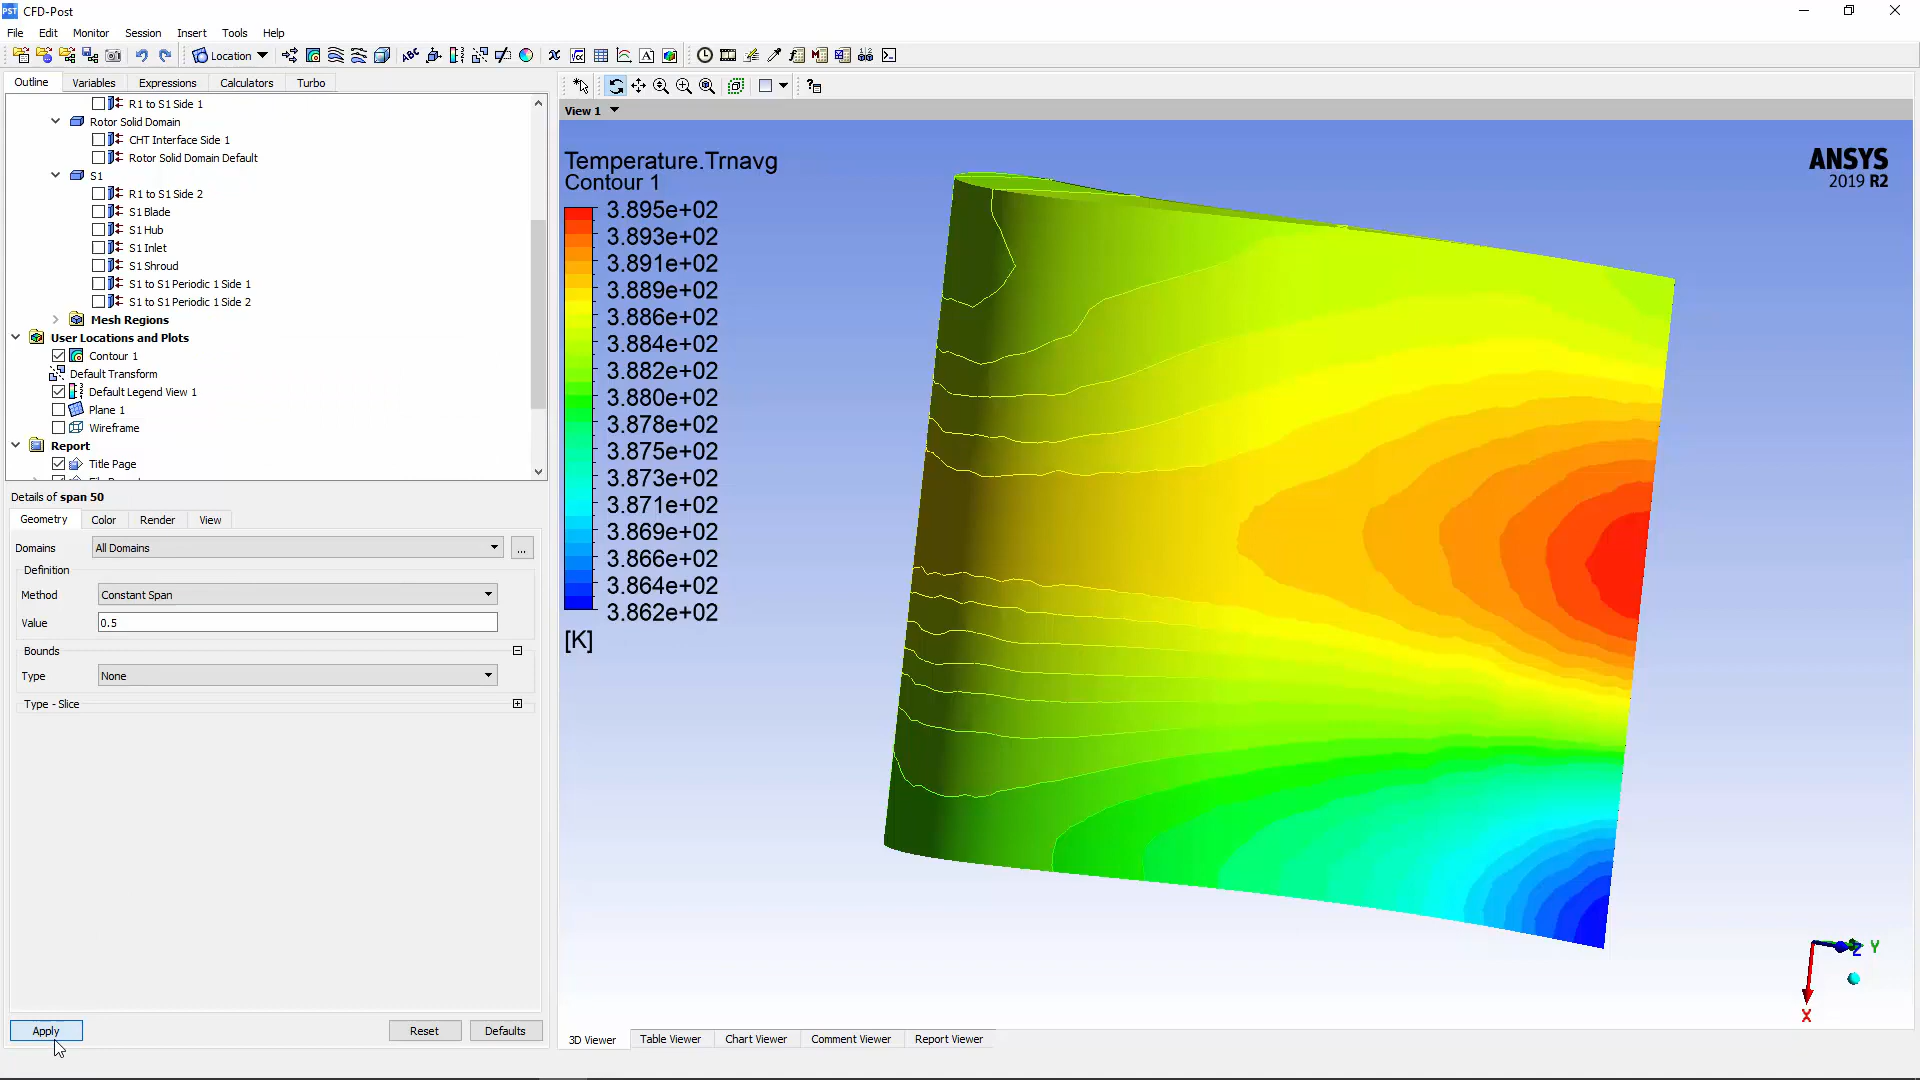 CFD-Post
File Edit Monitor Session Insert Tools Help
Location
Outline Variables Expressions Calculators Turbo
R1 to S1 Side 1
Rotor Solid Domain
CHT Interface Side 1
Rotor Solid Domain Default
S1
R1 to S1 Side 2
S1 Blade
S1 Hub
S1 Inlet
S1 Shroud
S1 to S1 Periodic 1 Side 1
S1 to S1 Periodic 1 Side 2
Mesh Regions
User Locations and Plots
Contour 1
Default Transform
Default Legend View 1
Plane 1
Wireframe
Report
Title Page
Details of span 50
Geometry Color Render View
Domains All Domains ...
Definition
Method Constant Span
Value 0.5
Bounds
Type None
Type - Slice
Apply Reset Defaults
View 1
Temperature.Trnavg
Contour 1
3.895e+02
3.893e+02
3.891e+02
3.889e+02
3.886e+02
3.884e+02
3.882e+02
3.880e+02
3.878e+02
3.875e+02
3.873e+02
3.871e+02
3.869e+02
3.866e+02
3.864e+02
3.862e+02
[K]
ANSYS
2019 R2
Z Y
X
3D Viewer Table Viewer Chart Viewer Comment Viewer Report Viewer